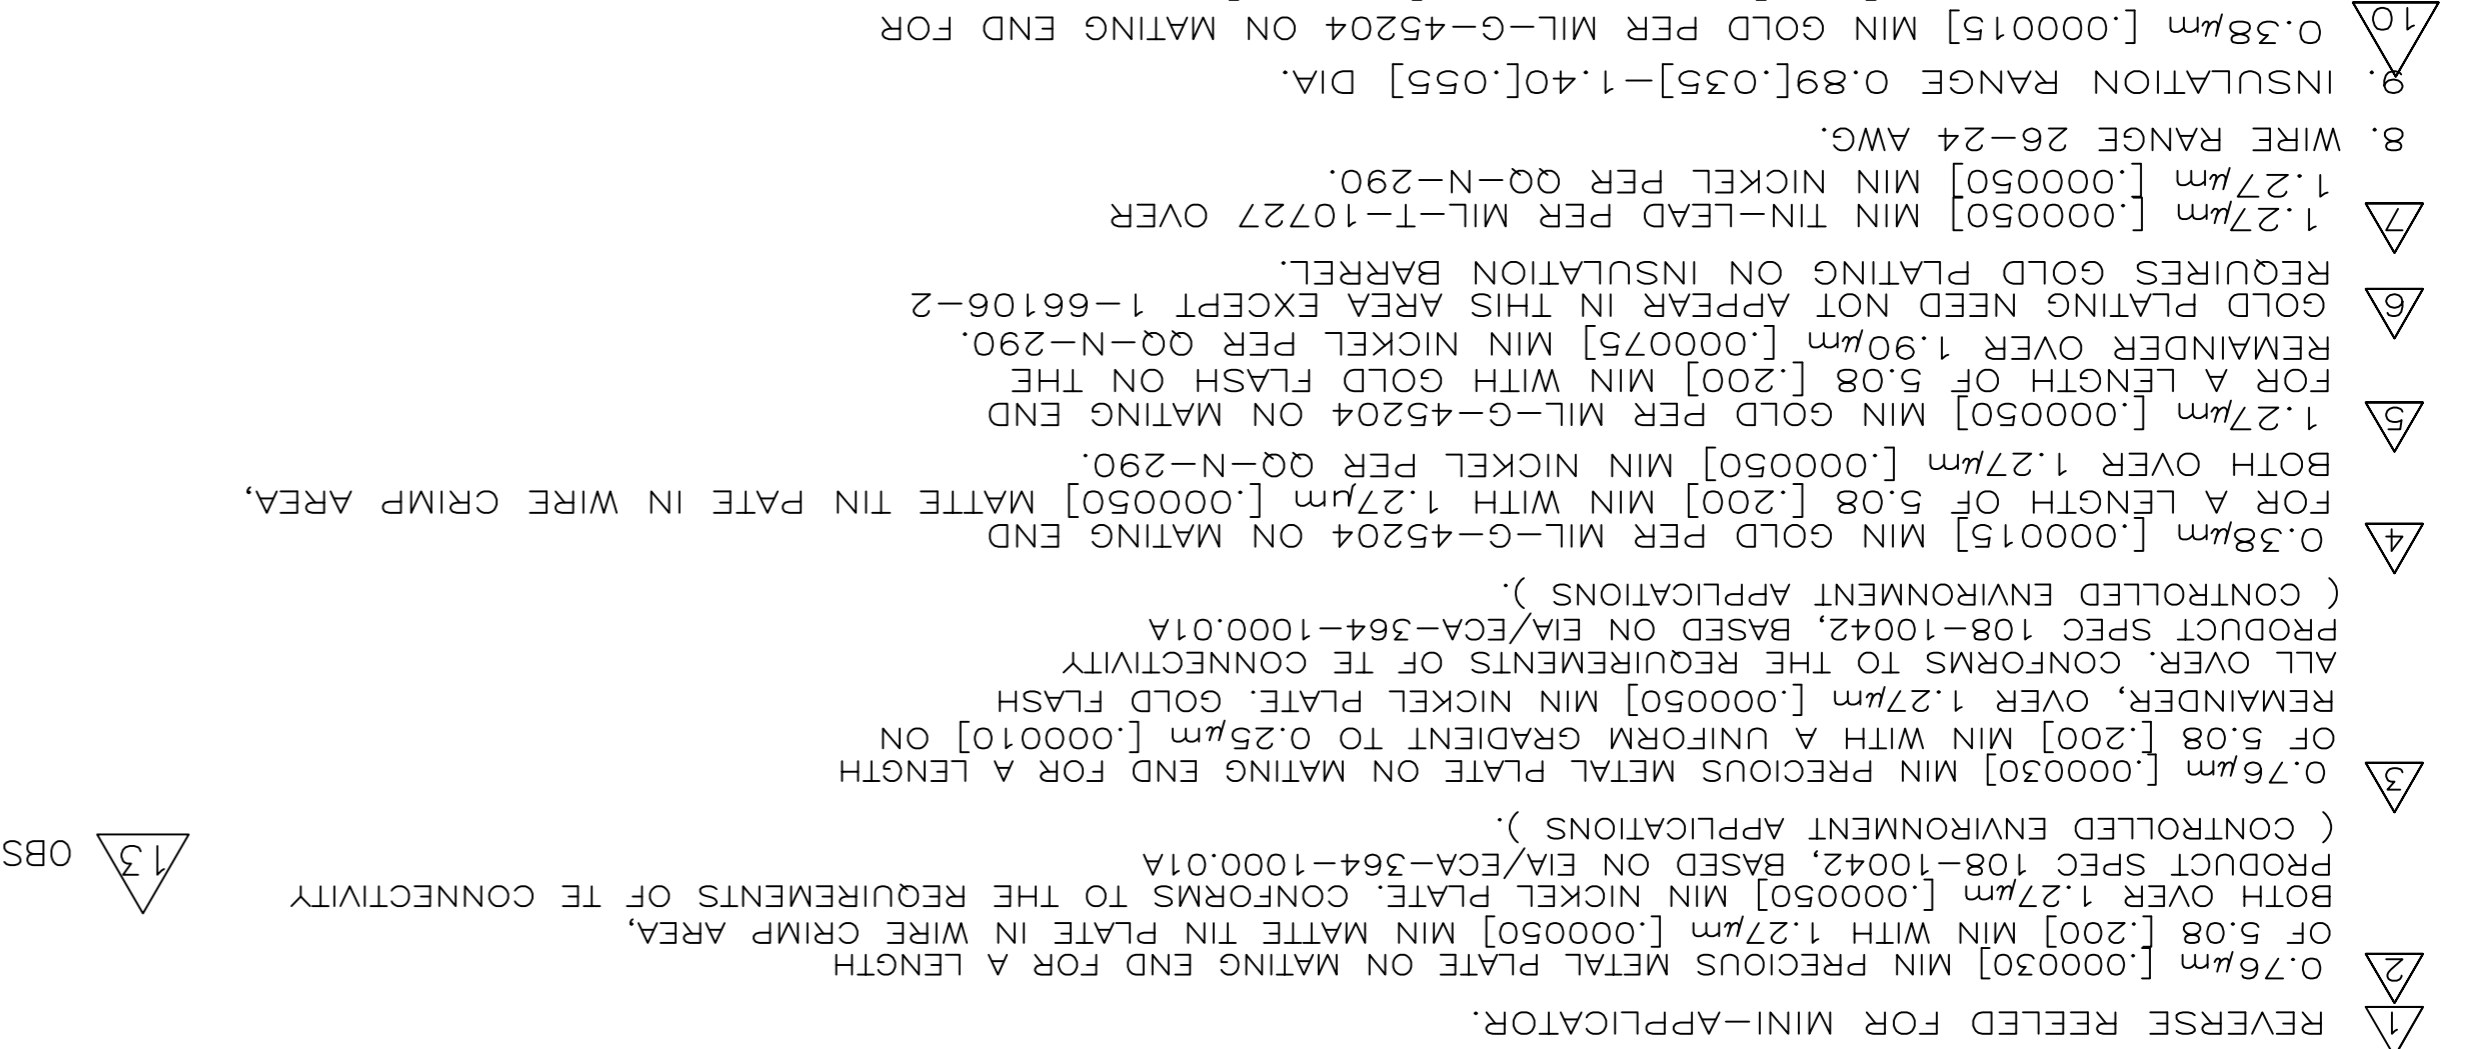 1 REVERSE REELED FOR MINI-APPLICATOR.
2 0.76µm [.000030] MIN PRECIOUS METAL PLATE ON MATING END FOR A LENGTH
OF 5.08 [.200] MIN WITH 1.27µm [.000050] MIN MATTE TIN PLATE IN WIRE CRIMP AREA,
BOTH OVER 1.27µm [.000050] MIN NICKEL PLATE. CONFORMS TO THE REQUIREMENTS OF TE CONNECTIVITY
PRODUCT SPEC 108-10042, BASED ON EIA/ECA-364-1000.01A
( CONTROLLED ENVIRONMENT APPLICATIONS ).
13 OBS
3 0.76µm [.000030] MIN PRECIOUS METAL PLATE ON MATING END FOR A LENGTH
OF 5.08 [.200] MIN WITH A UNIFORM GRADIENT TO 0.25µm [.000010] ON
REMAINDER, OVER 1.27µm [.000050] MIN NICKEL PLATE. GOLD FLASH
ALL OVER. CONFORMS TO THE REQUIREMENTS OF TE CONNECTIVITY
PRODUCT SPEC 108-10042, BASED ON EIA/ECA-364-1000.01A
( CONTROLLED ENVIRONMENT APPLICATIONS ).
4 0.38µm [.000015] MIN GOLD PER MIL-G-45204 ON MATING END
FOR A LENGTH OF 5.08 [.200] MIN WITH 1.27µm [.000050] MATTE TIN PATE IN WIRE CRIMP AREA,
BOTH OVER 1.27µm [.000050] MIN NICKEL PER QQ-N-290.
5 1.27µm [.000050] MIN GOLD PER MIL-G-45204 ON MATING END
FOR A LENGTH OF 5.08 [.200] MIN WITH GOLD FLASH ON THE
REMAINDER OVER 1.90µm [.000075] MIN NICKEL PER QQ-N-290.
6 GOLD PLATING NEED NOT APPEAR IN THIS AREA EXCEPT 1-66106-2
REQUIRES GOLD PLATING ON INSULATION BARREL.
7 1.27µm [.000050] MIN TIN-LEAD PER MIL-T-10727 OVER
1.27µm [.000050] MIN NICKEL PER QQ-N-290.
8. WIRE RANGE 26-24 AWG.
9. INSULATION RANGE 0.89[.035]-1.40[.055] DIA.
10 0.38µm [.000015] MIN GOLD PER MIL-G-45204 ON MATING END FOR